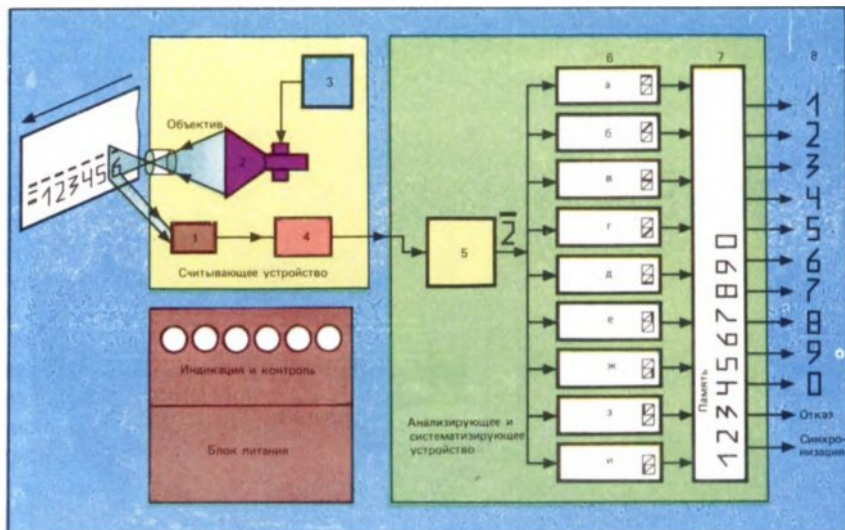 6 7 8
3
а
1
Объектив
2
б
2
123456
в
3
г
4
1
4
5
2
д
5
Считывающее устройство
е
6
ж
7
Индикация и контроль
з
8
и
9
0
Анализирующее и
систематизирующее
устройство
Блок питания
Память
1234567890
Отказ
Синхро-
низация